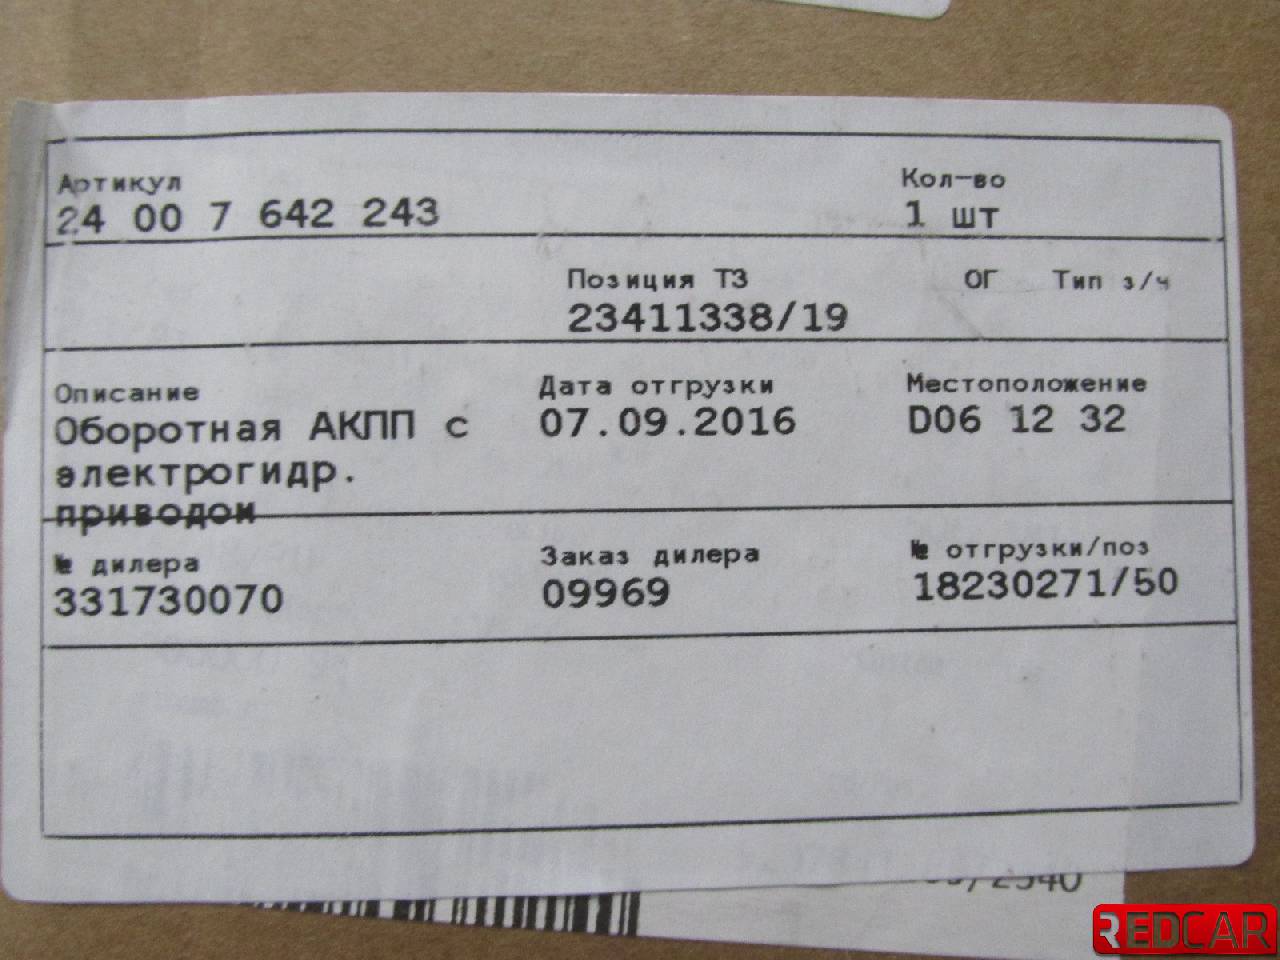 Артикул
24 00 7 642 243
Кол-во
1 шт
Позиция ТЗ
23411338/19
ОГ Тип з/ч
Описание
Оборотная АКПП с
электрогидр.
приводом
Дата отгрузки
07.09.2016
Местоположение
D06 12 32
№ дилера
331730070
Заказ дилера
09969
№ отгрузки/поз
18230271/50
/2540
REDCAR